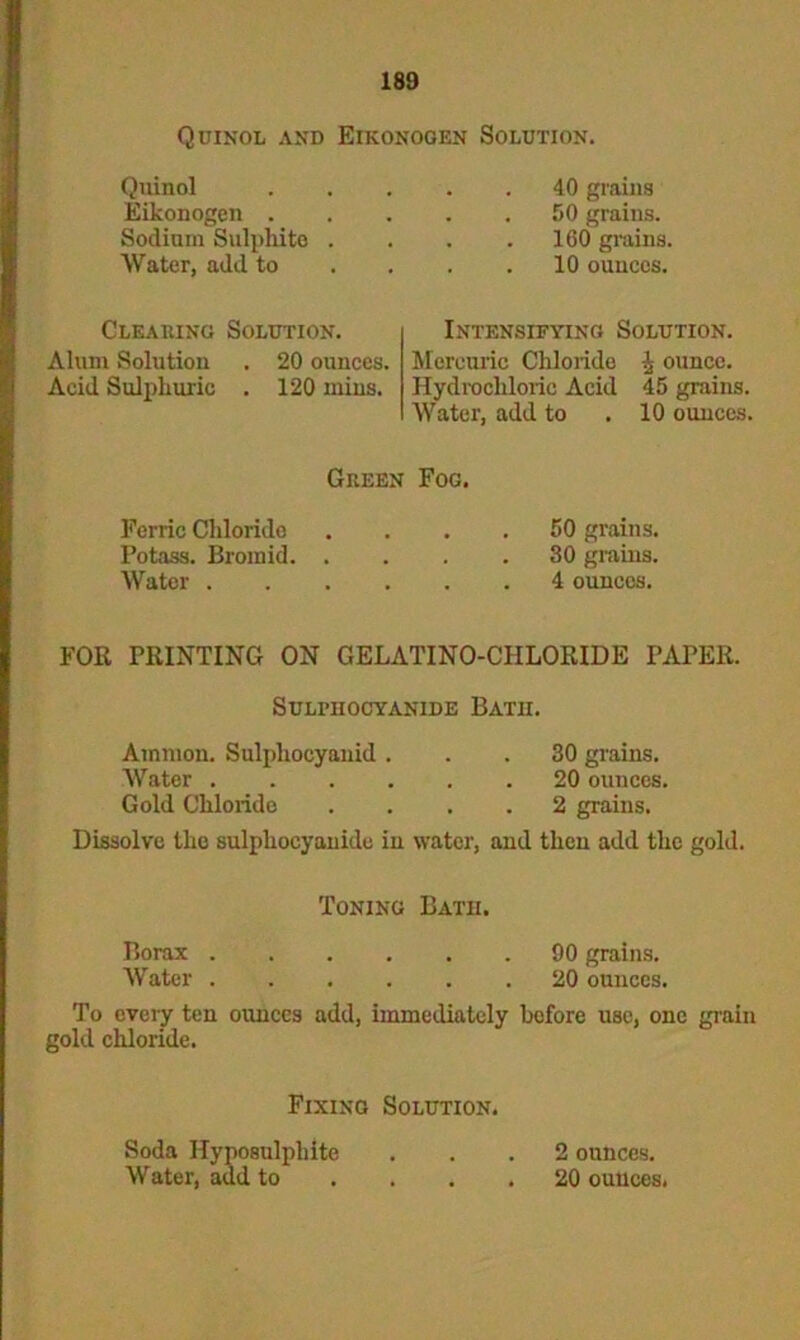 189
QUINOL AND EIKONOGEN SOLUTION.
Quinol . . . . . 40 grains
Eikonogen . . . . . 50 grains.
Sodium Sulphite . . . . 160 grains.
Water, add to . . . . 10 ounces.
CLEARING SOLUTION.
Alum Solution . 20 ounces.
Acid Sulphuric . 120 mins.
INTENSIFYING SOLUTION.
Mercuric Chloride ½ ounce.
Hydrochloric Acid 45 grains.
Water, add to . 10 ounces.
GREEN FOG.
Ferric Chloride . . . . 50 grains.
Potass. Bromid. . . . . 30 grains.
Water . . . . . . 4 ounces.
FOR PRINTING ON GELATINO-CHLORIDE PAPER.
SULPHOCYANIDE BATH.
Ammon. Sulphocyanid . . . 30 grains.
Water . . . . . . 20 ounces.
Gold Chloride . . . . 2 grains.
Dissolve the sulphocyanide in water, and then add the gold.
TONING BATH.
Borax . . . . . . 90 grains.
Water . . . . . . 20 ounces.
To every ten ounces add, immediately before use, one grain
gold chloride.
FIXING SOLUTION.
Soda Hyposulphite . . . 2 ounces.
Water, add to . . . . 20 ounces.